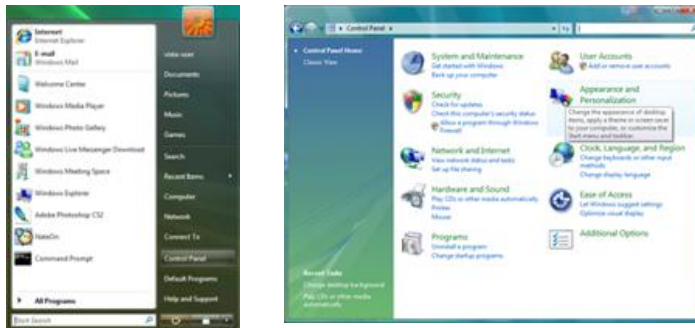 Internet
Internet Explorer
E-mail
Windows Mail
Welcome Center
Windows Media Player
Windows Photo Gallery
Windows Live Messenger Download
Windows Meeting Space
Windows Explorer
Adobe Photoshop CS2
NateOn
Command Prompt
All Programs
Start Search
vista-user
Documents
Pictures
Music
Games
Search
Recent Items
Computer
Network
Connect To
Control Panel
Default Programs
Help and Support
Control Panel
Control Panel Home
Classic View
System and Maintenance
Get started with Windows
Back up your computer
Security
Check for updates
Check this computer's security status
Allow a program through Windows
Firewall
Network and Internet
View network status and tasks
Set up file sharing
Hardware and Sound
Play CDs or other media automatically
Printer
Mouse
Programs
Uninstall a program
Change startup programs
User Accounts
Add or remove user accounts
Appearance and
Personalization
Change the appearance of desktop
items, apply a theme or screen saver
to your computer, or customize the
Start menu and taskbar.
Clock, Language, and Region
Change keyboards or other input
methods
Change display language
Ease of Access
Let Windows suggest settings
Optimize visual display
Additional Options
Recent Tasks
Change desktop background
Play CDs or other media
automatically